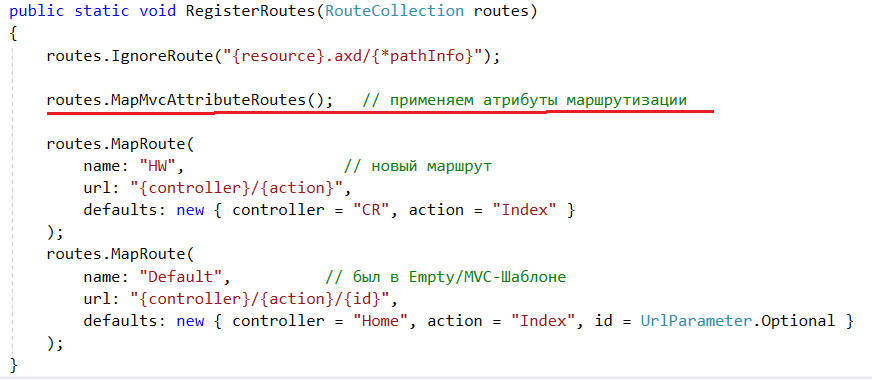 public static void RegisterRoutes(RouteCollection routes)
{
routes.IgnoreRoute("{resource}.axd/{*pathInfo}");
routes.MapMvcAttributeRoutes();   // применяем атрибуты маршрутизации
routes.MapRoute(
name: "HW",                 // новый маршрут
url: "{controller}/{action}",
defaults: new { controller = "CR", action = "Index" }
);
routes.MapRoute(
name: "Default",          // был в Empty/MVC-Шаблоне
url: "{controller}/{action}/{id}",
defaults: new { controller = "Home", action = "Index", id = UrlParameter.Optional }
);
}